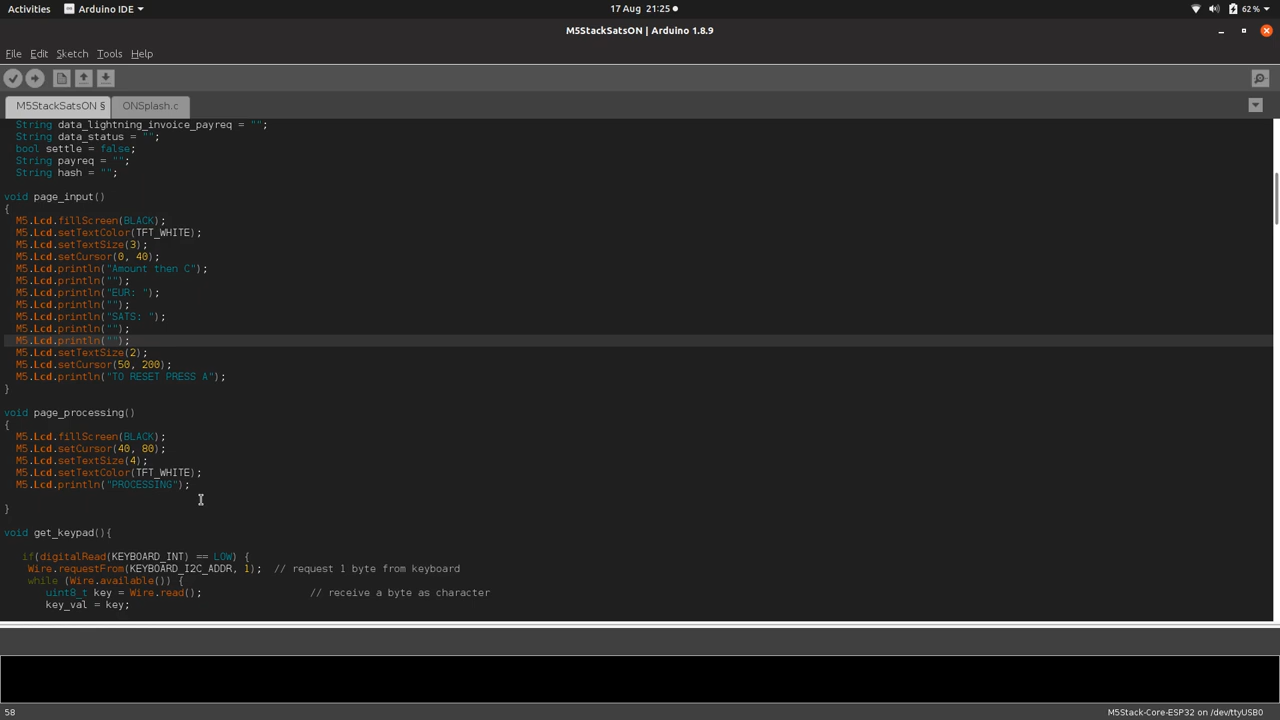 Activities Arduino IDE 17 Aug 21:25 62 %
M5StackSatsON | Arduino 1.8.9
File Edit Sketch Tools Help
M5StackSatsON § ONSplash.c
String data_lightning_invoice_payreq = "";
String data_status = "";
bool settle = false;
String payreq = "";
String hash = "";
void page_input()
{
M5.Lcd.fillScreen(BLACK);
M5.Lcd.setTextColor(TFT_WHITE);
M5.Lcd.setTextSize(3);
M5.Lcd.setCursor(0, 40);
M5.Lcd.println("Amount then C");
M5.Lcd.println("");
M5.Lcd.println("EUR: ");
M5.Lcd.println("");
M5.Lcd.println("SATS: ");
M5.Lcd.println("");
M5.Lcd.println("");
M5.Lcd.setTextSize(2);
M5.Lcd.setCursor(50, 200);
M5.Lcd.println("TO RESET PRESS A");
}
void page_processing()
{
M5.Lcd.fillScreen(BLACK);
M5.Lcd.setCursor(40, 80);
M5.Lcd.setTextSize(4);
M5.Lcd.setTextColor(TFT_WHITE);
M5.Lcd.println("PROCESSING");
}
void get_keypad(){
if(digitalRead(KEYBOARD_INT) == LOW) {
Wire.requestFrom(KEYBOARD_I2C_ADDR, 1); // request 1 byte from keyboard
while (Wire.available()) {
uint8_t key = Wire.read(); // receive a byte as character
key_val = key;
58 M5Stack-Core-ESP32 on /dev/ttyUSB0